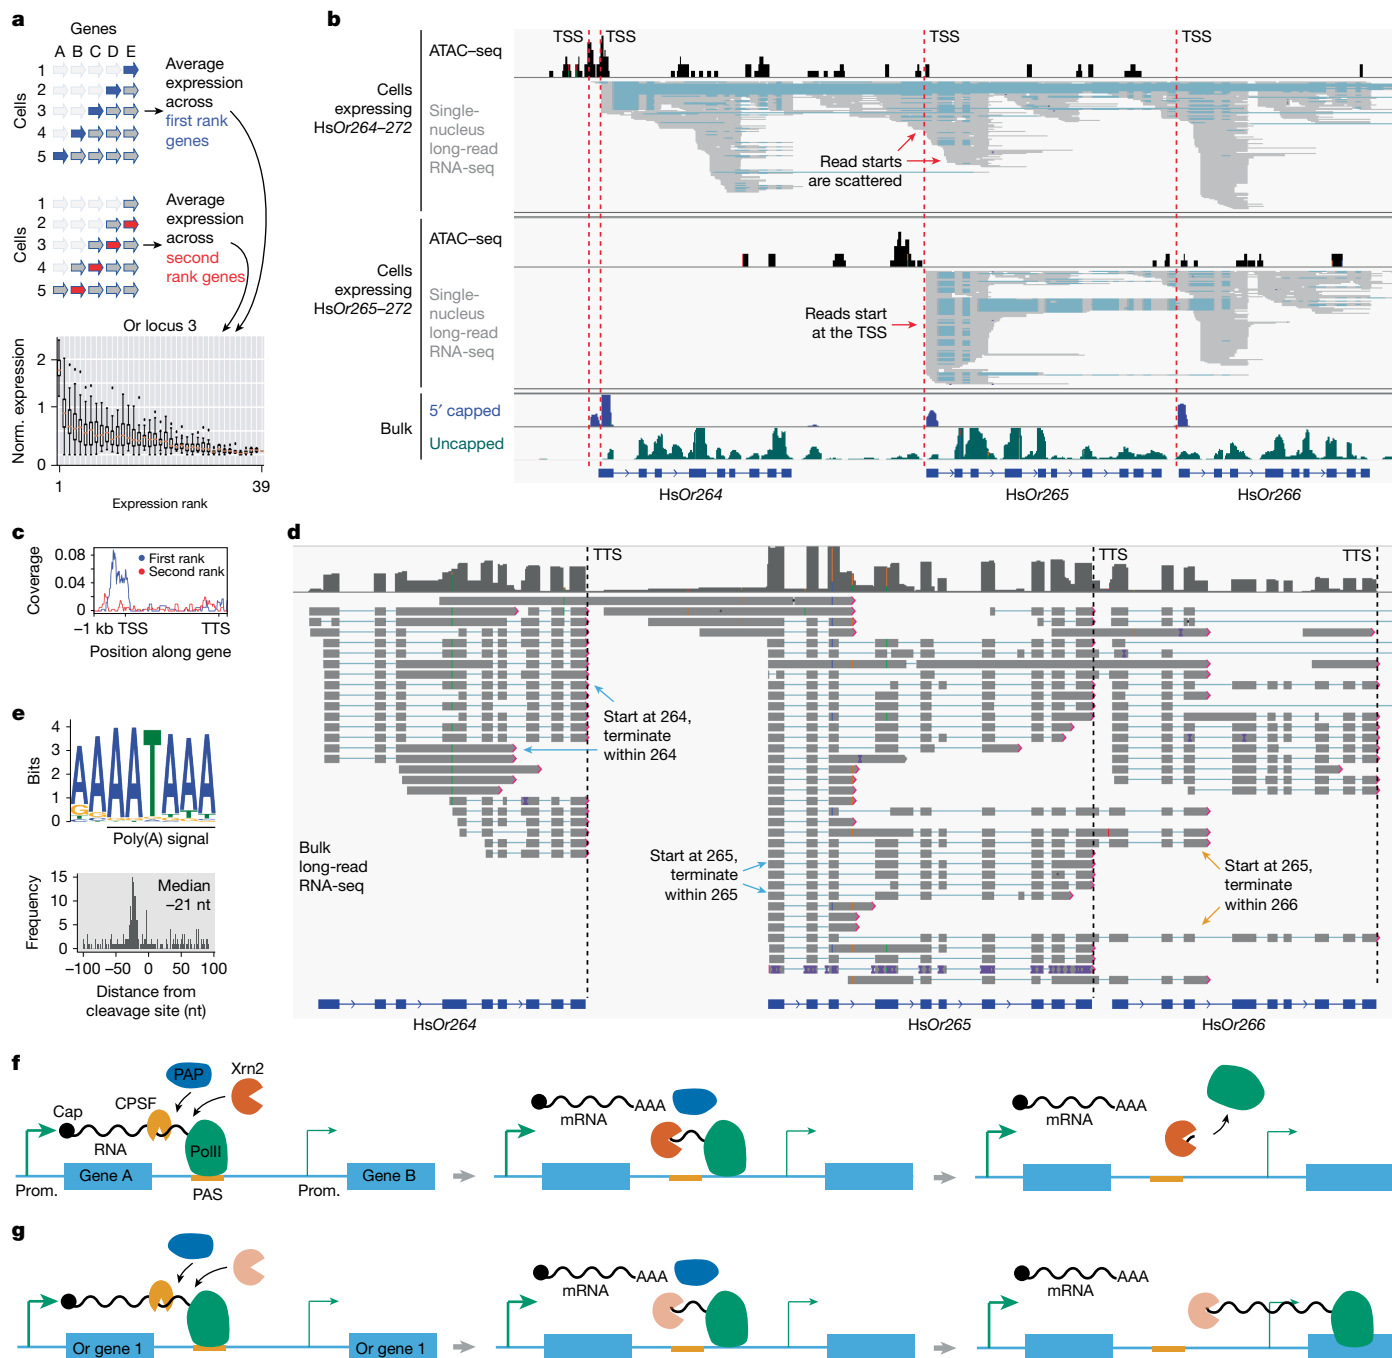 a
Genes
A B C D E
Cells
1
2
3
4
5
Average
expression
across
first rank
genes
Cells
1
2
3
4
5
Average
expression
across
second
rank genes
Or locus 3
Norm. expression
2
1
0
1
39
Expression rank
b
TSS
TSS
TSS
TSS
Cells
expressing
HsOr264–272
ATAC–seq
Single-
nucleus
long-read
RNA-seq
Read starts
are scattered
Cells
expressing
HsOr265–272
ATAC–seq
Single-
nucleus
long-read
RNA-seq
Reads start
at the TSS
Bulk
5′ capped
Uncapped
HsOr264
HsOr265
HsOr266
c
Coverage
0.08
0.04
0
First rank
Second rank
−1 kb TSS
TTS
Position along gene
d
TTS
TTS
TTS
Start at 264,
terminate
within 264
Bulk
long-read
RNA-seq
Start at 265,
terminate
within 265
Start at 265,
terminate
within 266
HsOr264
HsOr265
HsOr266
e
Bits
4
3
2
1
0
AAAATAAA
Poly(A) signal
Frequency
15
10
5
0
Median
−21 nt
−100 −50 0 50 100
Distance from
cleavage site (nt)
f
Cap
CPSF
PAP
Xrn2
RNA
PolII
Gene A
Gene B
Prom.
PAS
Prom.
AAA
mRNA
AAA
mRNA
g
Or gene 1
Or gene 1
AAA
mRNA
AAA
mRNA